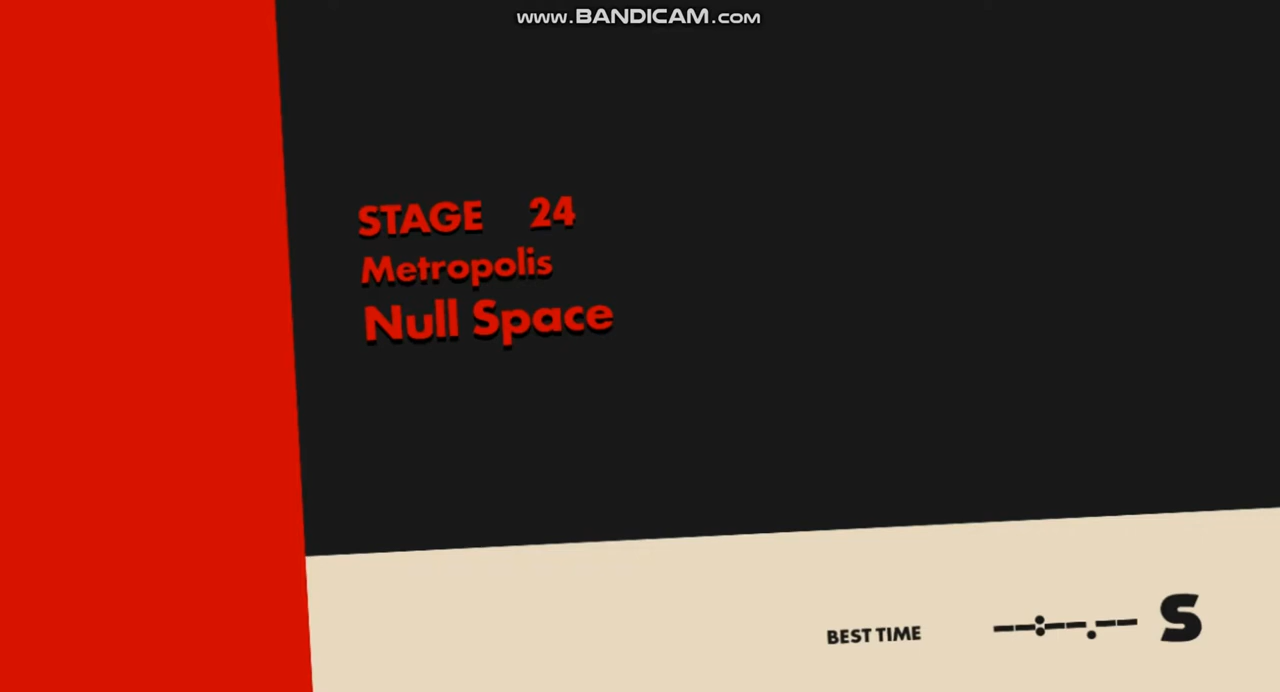 www.BANDICAM.com
STAGE 24
Metropolis
Null Space
BEST TIME --:--.-- S